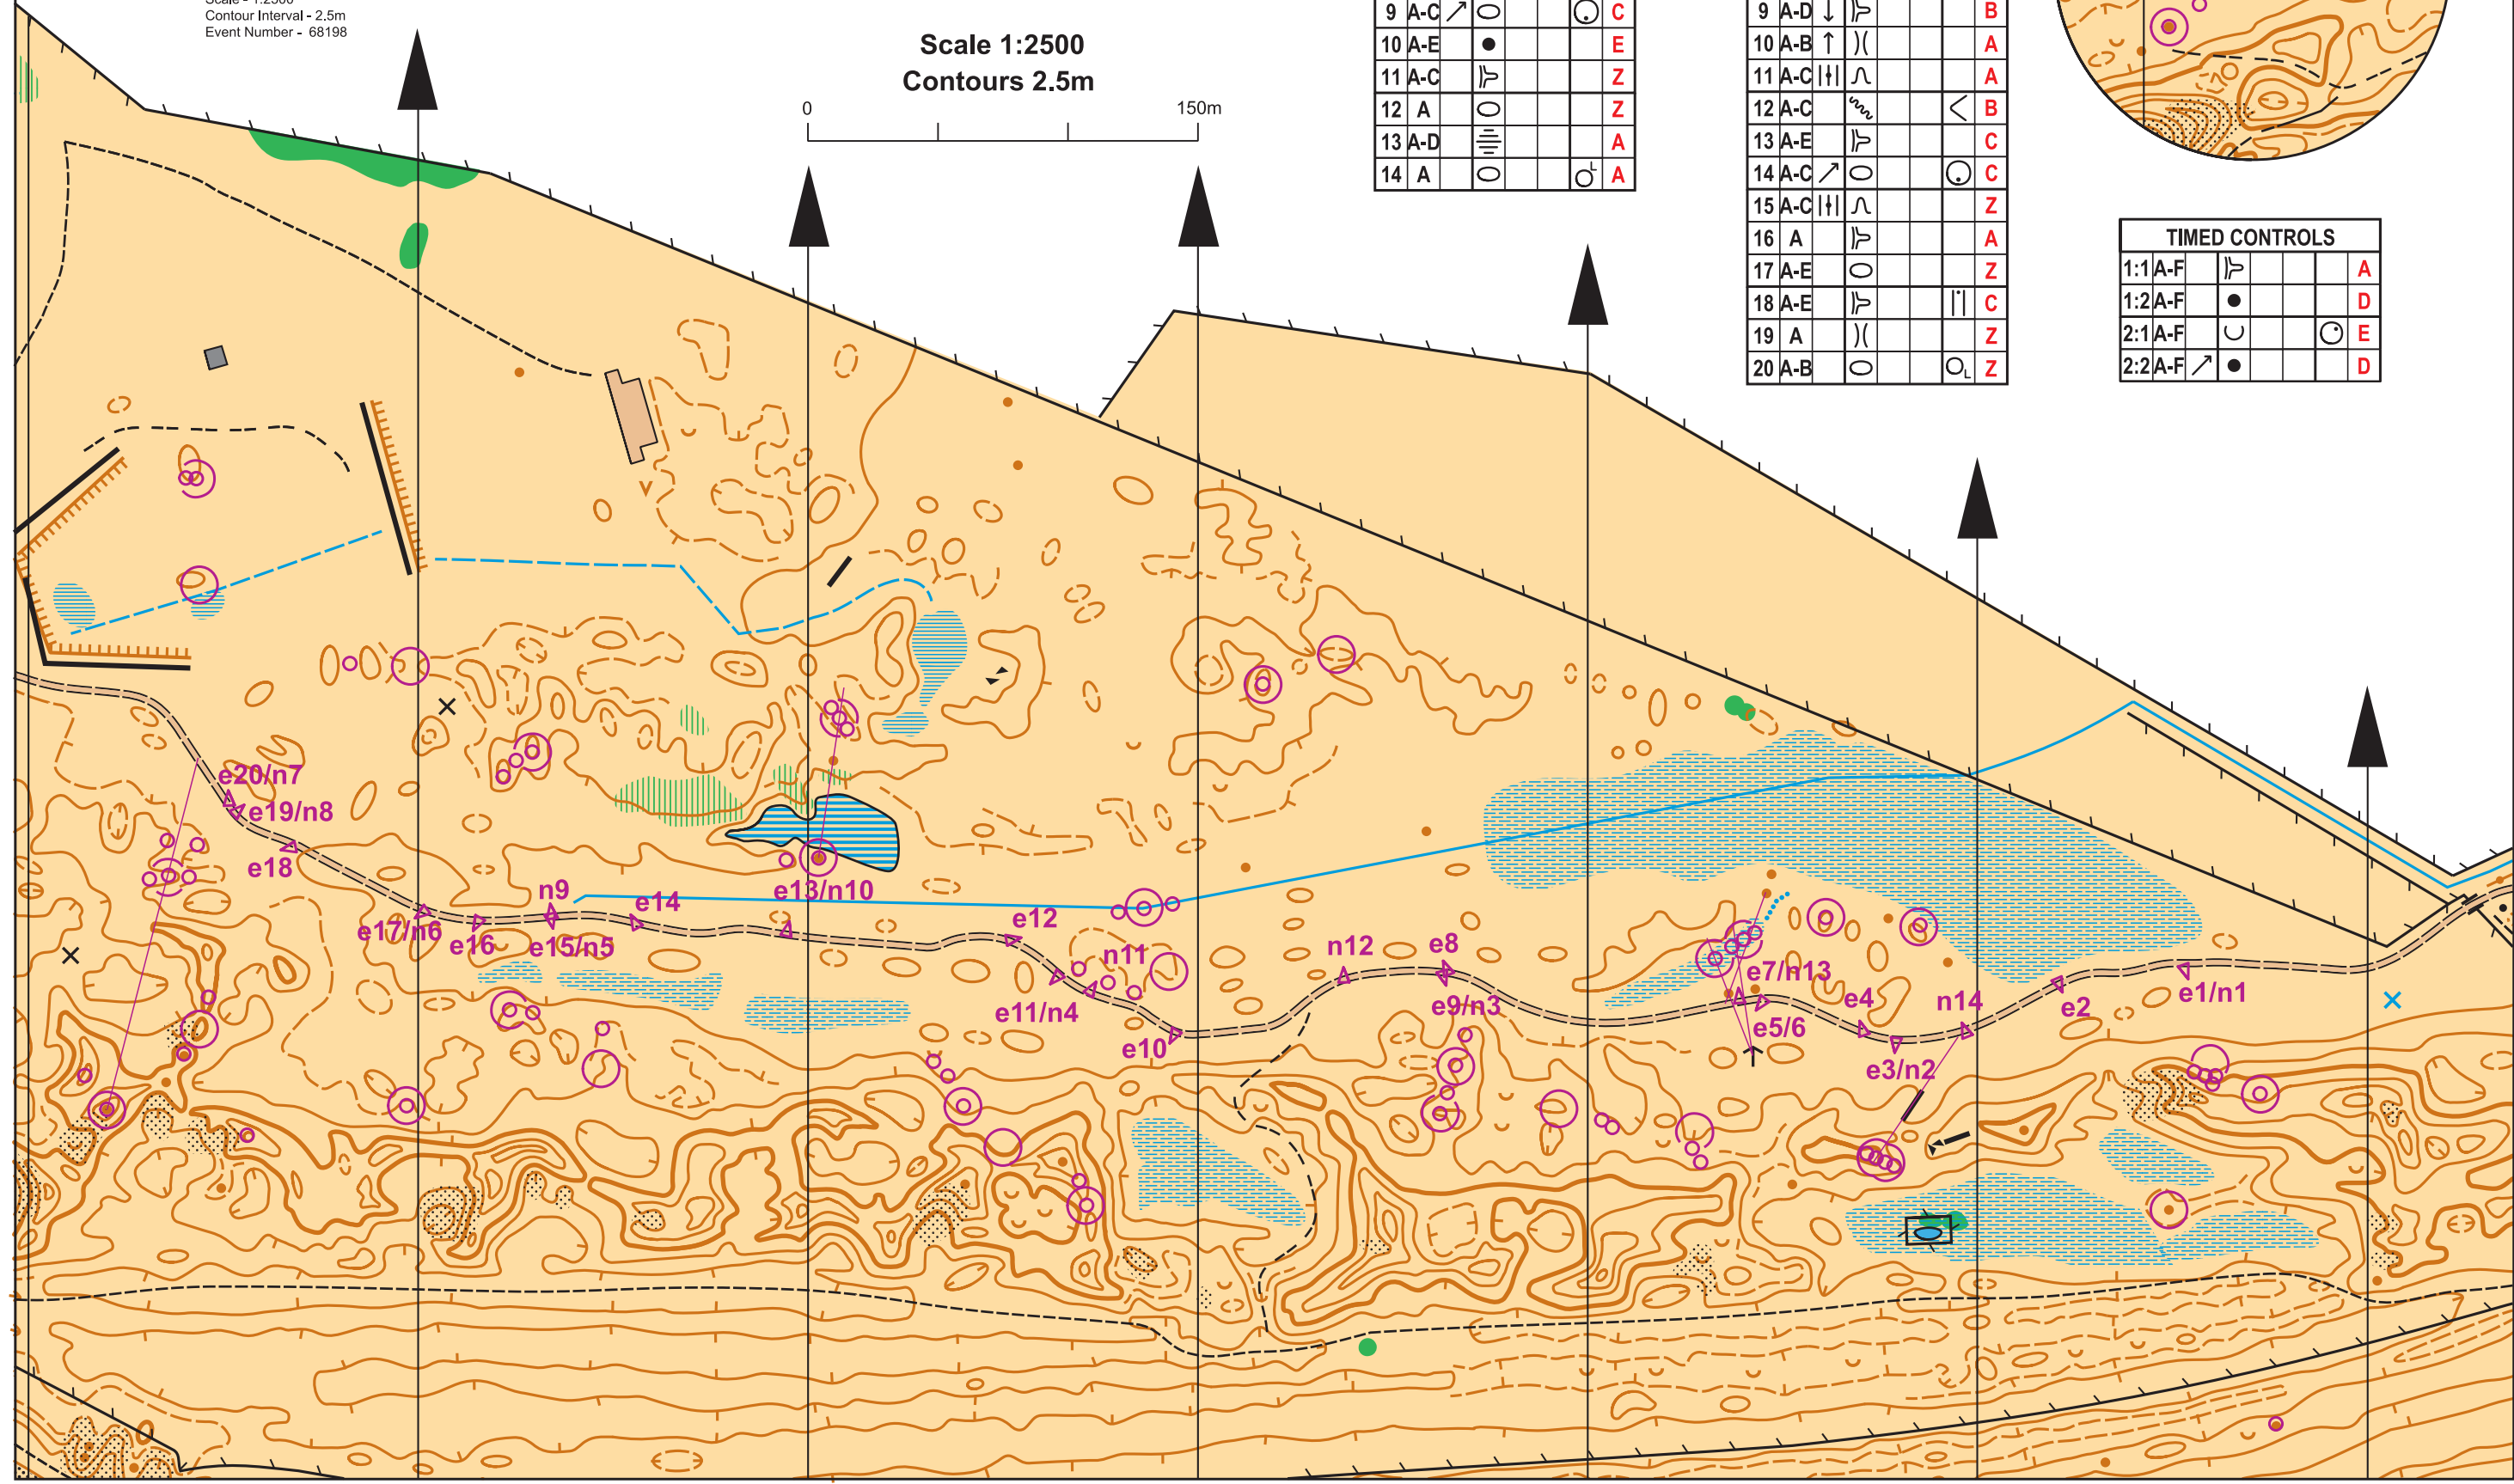 Scale - 1:2500
Contour Interval - 2.5m
Event Number - 68198
Scale 1:2500
Contours 2.5m
0 150m
9 A-C C
10 A-E E
11 A-C Z
12 A Z
13 A-D A
14 A L A
9 A-D B
10 A-B A
11 A-C A
12 A-C B
13 A-E C
14 A-C C
15 A-C Z
16 A A
17 A-E Z
18 A-E C
19 A Z
20 A-B L Z
TIMED CONTROLS
1:1 A-F A
1:2 A-F D
2:1 A-F E
2:2 A-F D
e20/n7
e19/n8
e18
e17/n6
e16
n9
e15/n5
e14
e13/n10
e12
n11
e11/n4
e10
n12
e8
e9/n3
e7/n13
e5/6
e4
e3/n2
n14
e2
e1/n1